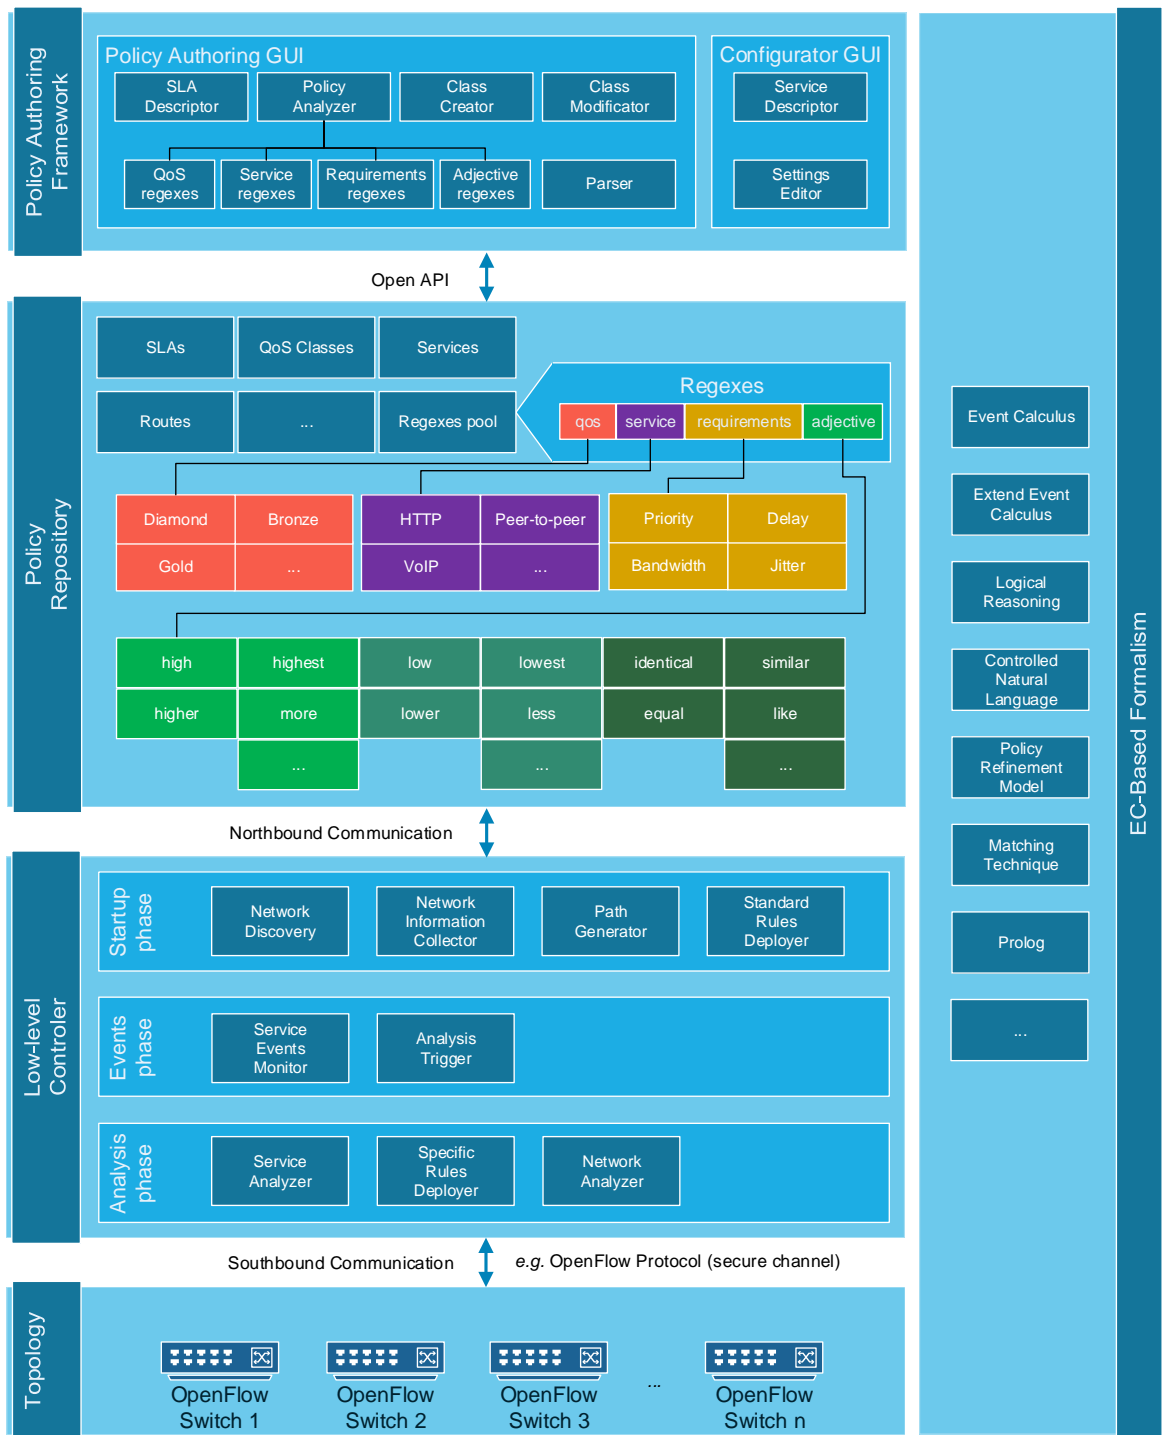 Policy Authoring
Framework
Policy Authoring GUI
SLA
Descriptor
Policy
Analyzer
Class
Creator
Class
Modificator
QoS
regexes
Service
regexes
Requirements
regexes
Adjective
regexes
Parser
Configurator GUI
Service
Descriptor
Settings
Editor
Open API
Policy
Repository
SLAs
QoS Classes
Services
Routes
...
Regexes pool
Regexes
qos
service
requirements
adjective
Diamond
Bronze
Gold
...
HTTP
Peer-to-peer
VoIP
...
Priority
Delay
Bandwidth
Jitter
high
highest
low
lowest
identical
similar
higher
more
lower
less
equal
like
...
...
...
Northbound Communication
Low-level
Controler
Startup
phase
Network
Discovery
Network
Information
Collector
Path
Generator
Standard
Rules
Deployer
Events
phase
Service
Events
Monitor
Analysis
Trigger
Analysis
phase
Service
Analyzer
Specific
Rules
Deployer
Network
Analyzer
Southbound Communication
e.g. OpenFlow Protocol (secure channel)
Topology
OpenFlow
Switch 1
OpenFlow
Switch 2
OpenFlow
Switch 3
...
OpenFlow
Switch n
EC-Based Formalism
Event Calculus
Extend Event
Calculus
Logical
Reasoning
Controlled
Natural
Language
Policy
Refinement
Model
Matching
Technique
Prolog
...